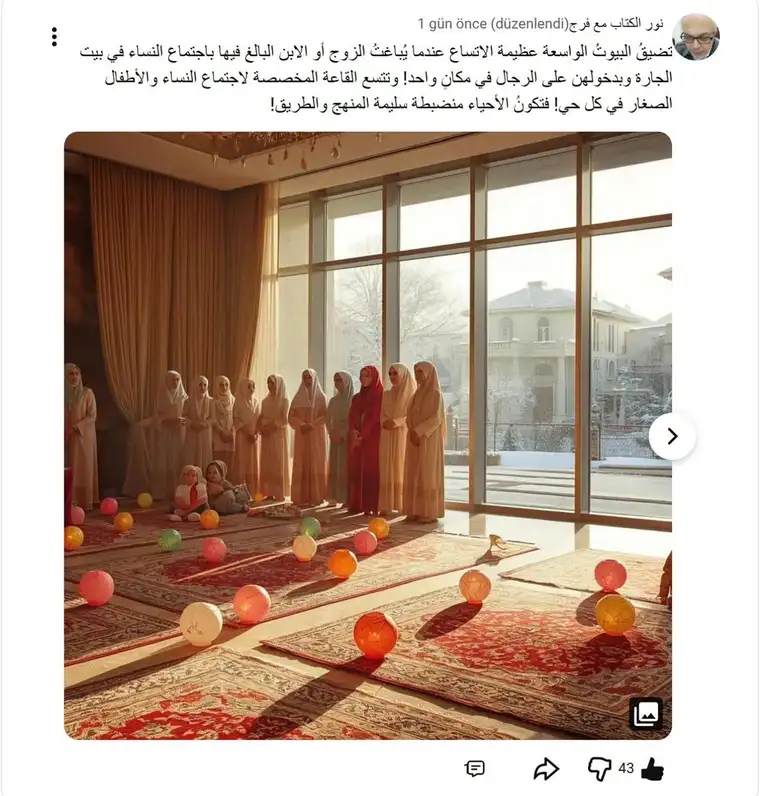 نور الكتاب مع فرج(düzenlendi) 1 gün önce
تضيقُ البيوتُ الواسعة عظيمة الاتساع عندما يُباغتُ الزوج أو الابن البالغ فيها باجتماع النساء في بيت
الجارة وبدخولهن على الرجال في مكانٍ واحد! وتتسع القاعة المخصصة لاجتماع النساء والأطفال
الصغار في كل حي! فتكونُ الأحياء منضبطة سليمة المنهج والطريق!
43